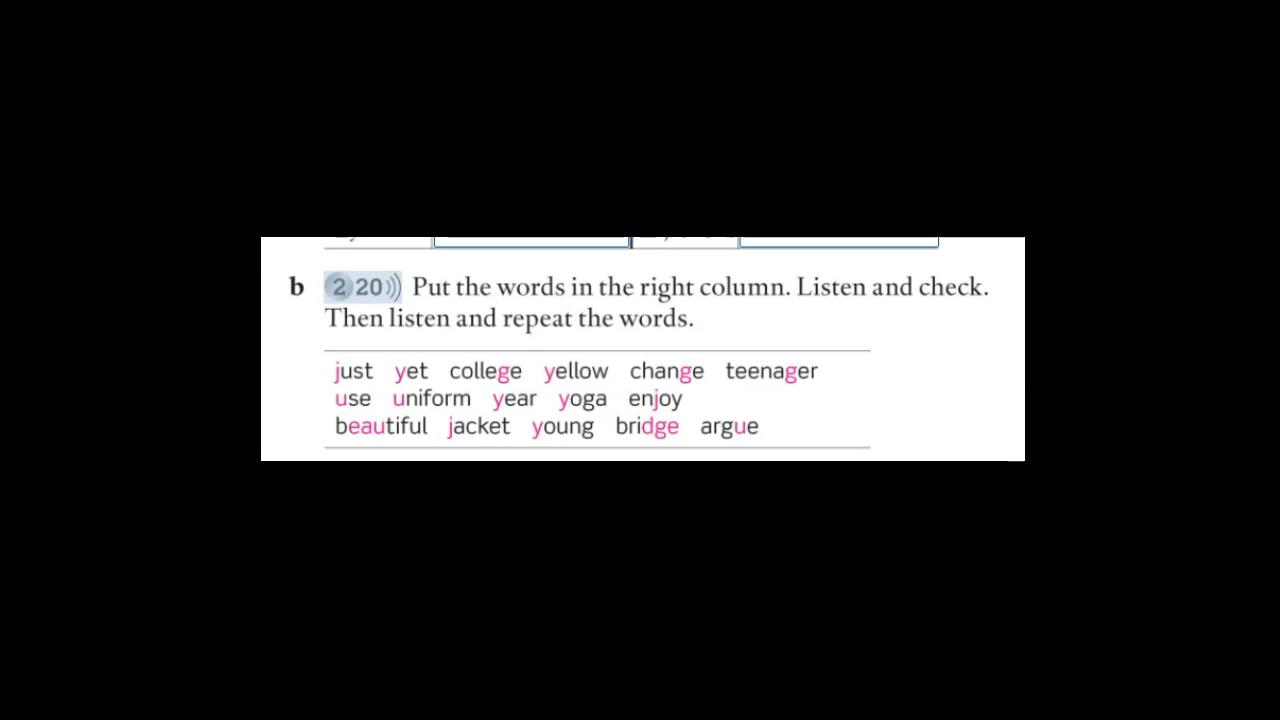 b 2 20 Put the words in the right column. Listen and check.
Then listen and repeat the words.
just yet college yellow change teenager
use uniform year yoga enjoy
beautiful jacket young bridge argue